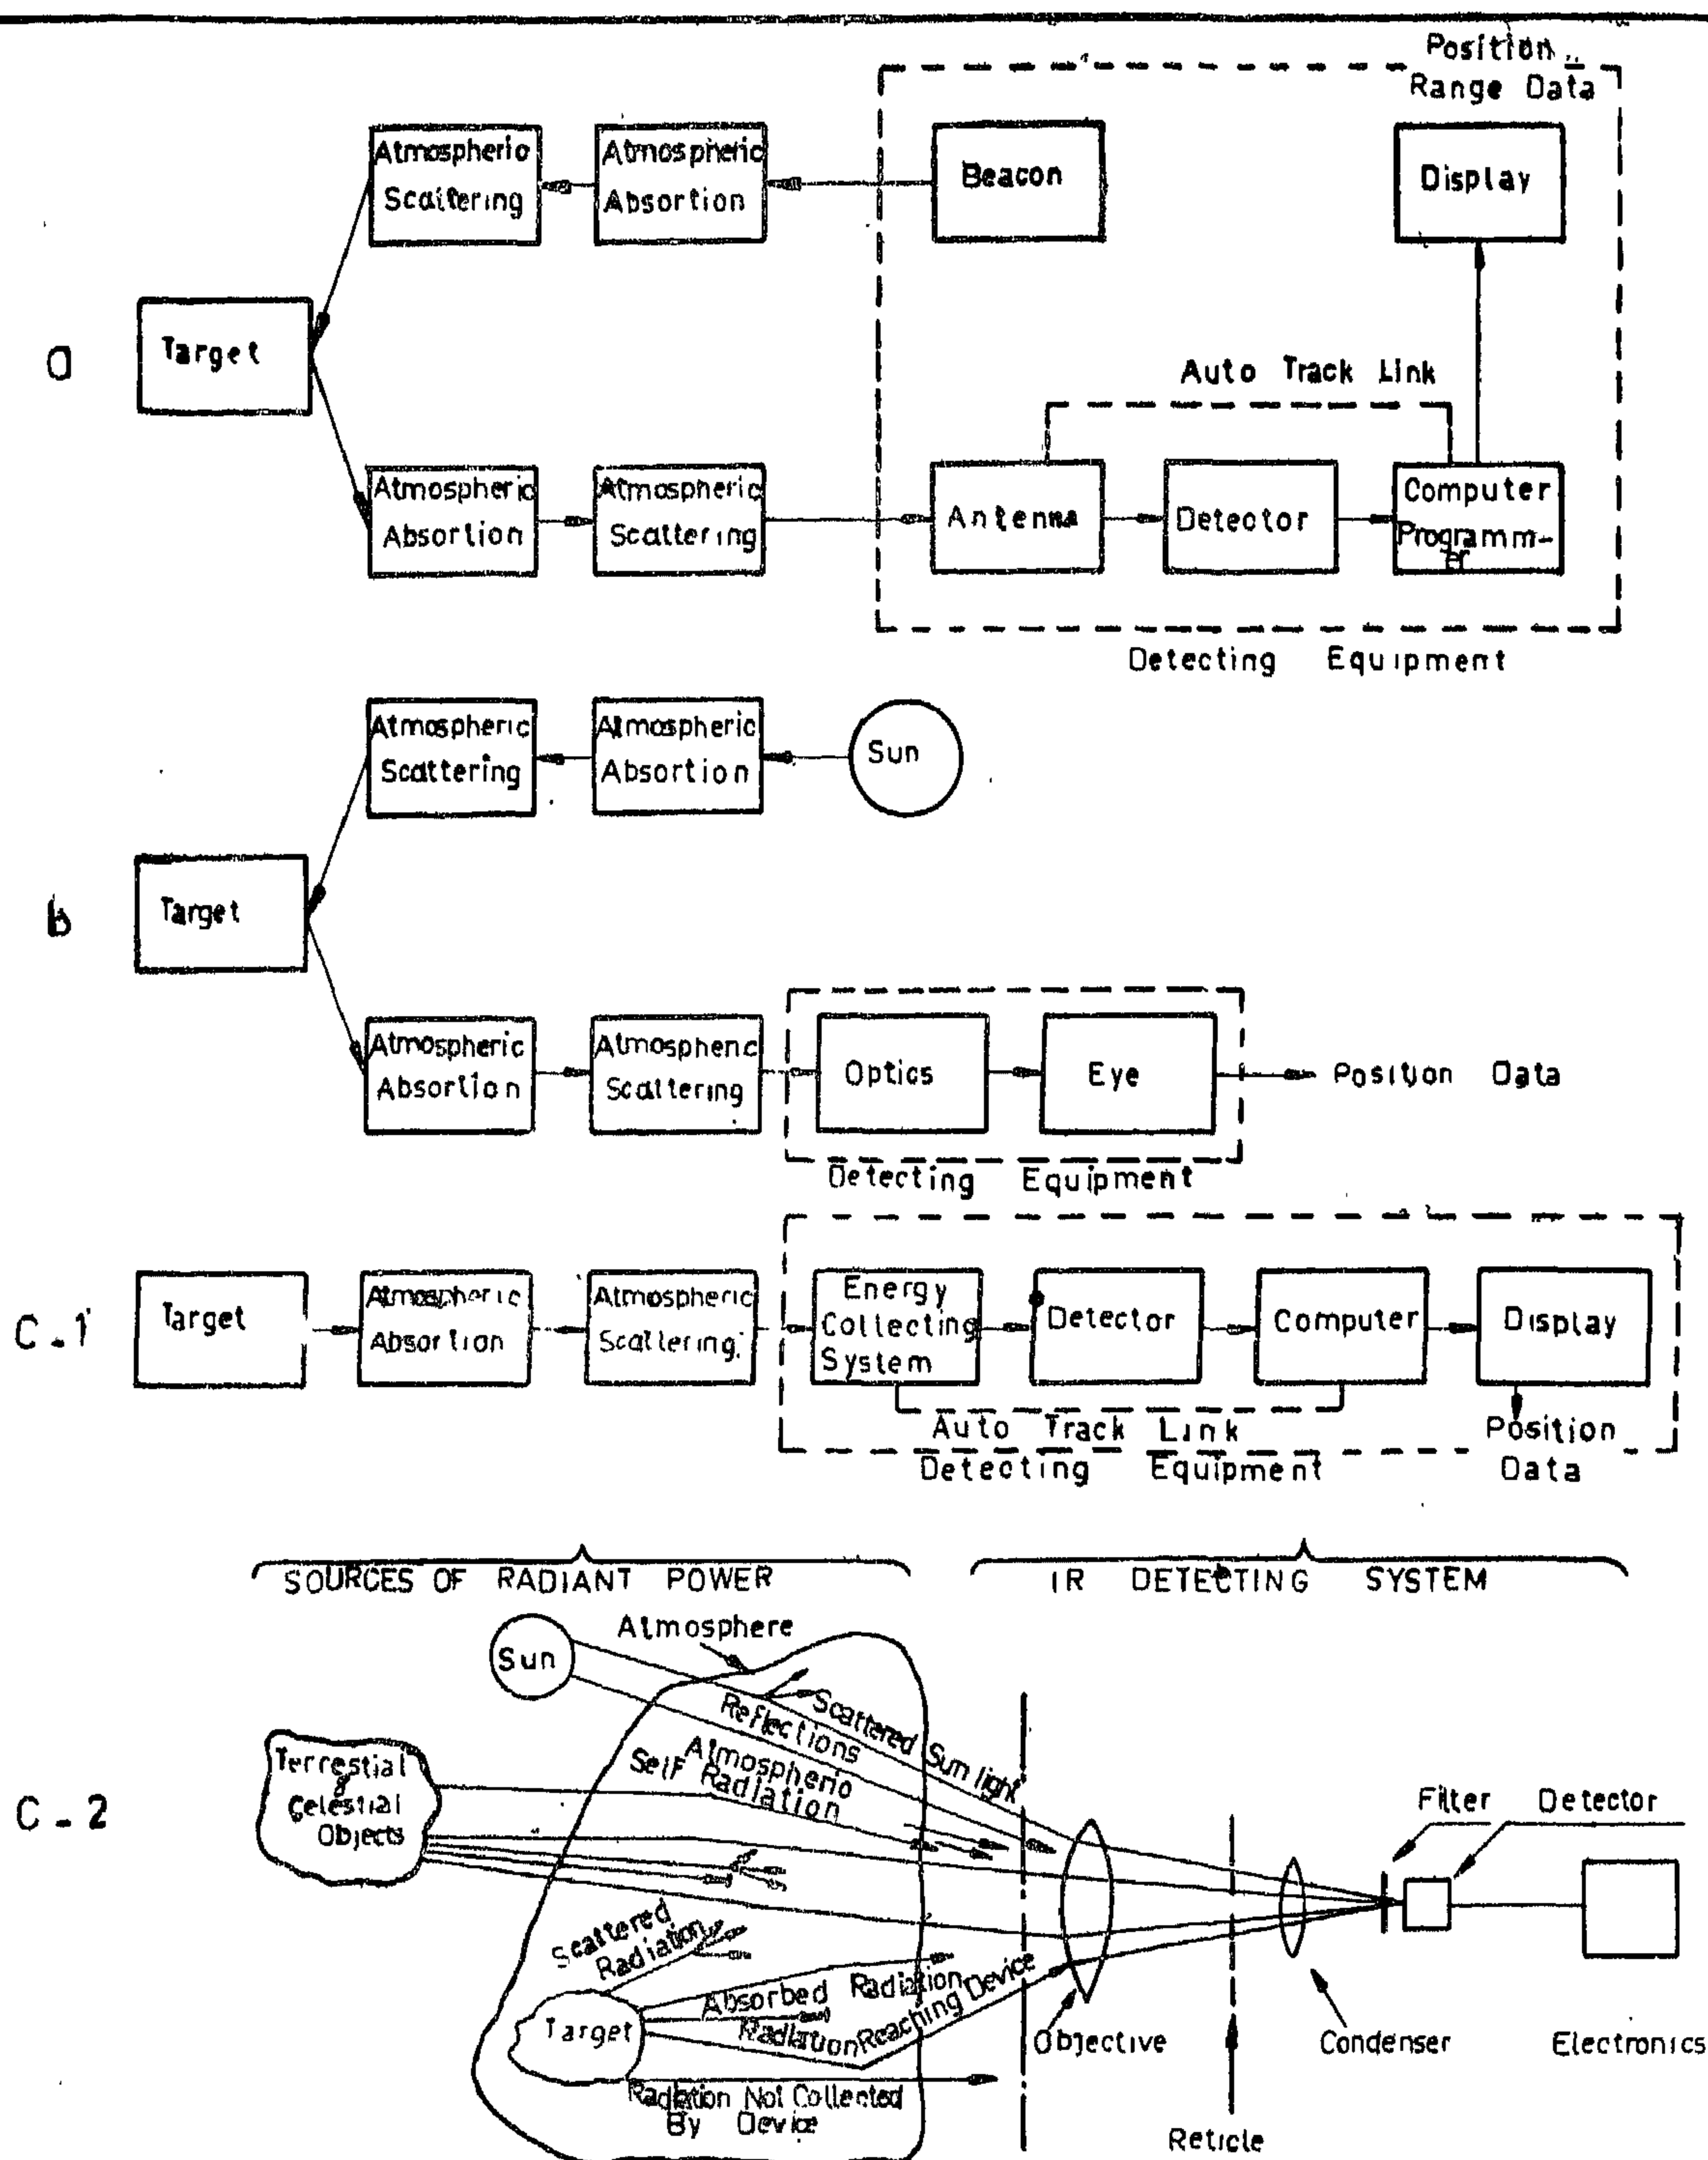 Position
Range Data
Atmospheric
Scattering
Atmospheric
Absortion
Beacon
Display
a
Target
Auto Track Link
Atmospheric
Absortion
Atmospheric
Scattering
Antenna
Detector
Computer
Programm-
er
Detecting Equipment
Atmospheric
Scattering
Atmospheric
Absortion
Sun
b
Target
Atmospheric
Absortion
Atmospheric
Scattering
Optics
Eye
Position Data
Detecting Equipment
C-1
Target
Atmospheric
Absortion
Atmospheric
Scattering
Energy
Collecting
System
Detector
Computer
Display
Auto Track Link
Position
Data
Detecting Equipment
SOURCES OF RADIANT POWER
IR DETECTING SYSTEM
Sun
Atmosphere
Scattered Sun light
Reflections
Atmospheric
Self Radiation
Terrestial
&
Celestial
Objects
C-2
Filter
Detector
Scattered
Radiation
Absorbed Radiation
Radiation Reaching Device
Target
Radiation Not Collected
By Device
Objective
Condenser
Electronics
Reticle